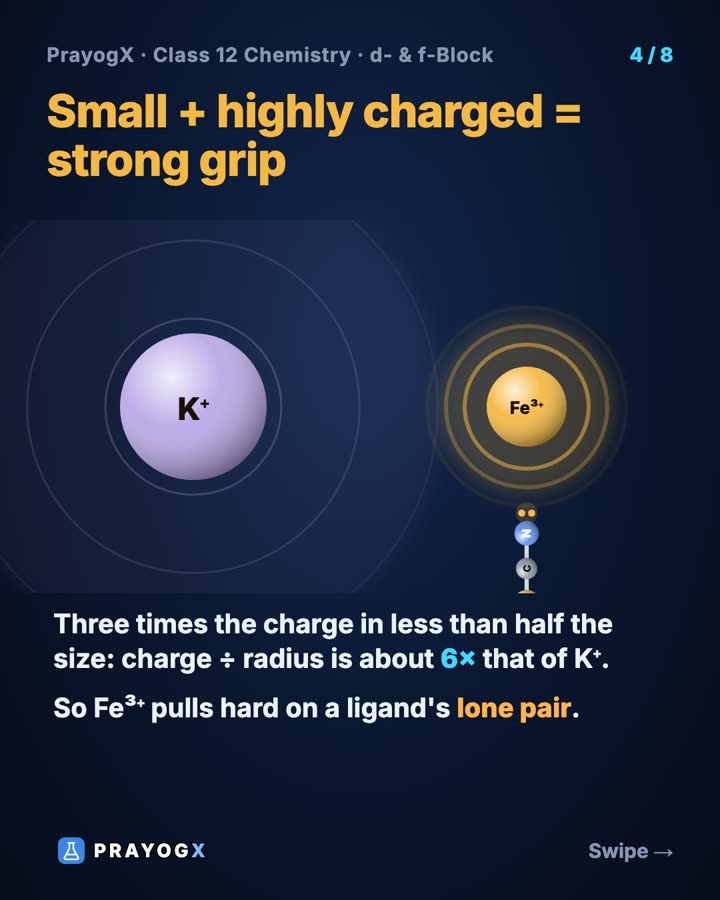 PrayogX · Class 12 Chemistry · d- & f-Block
4 / 8
Small + highly charged =
strong grip
K⁺
Fe³⁺
N
C
Three times the charge in less than half the
size: charge ÷ radius is about 6× that of K⁺.
So Fe³⁺ pulls hard on a ligand's lone pair.
PRAYOGX
Swipe →